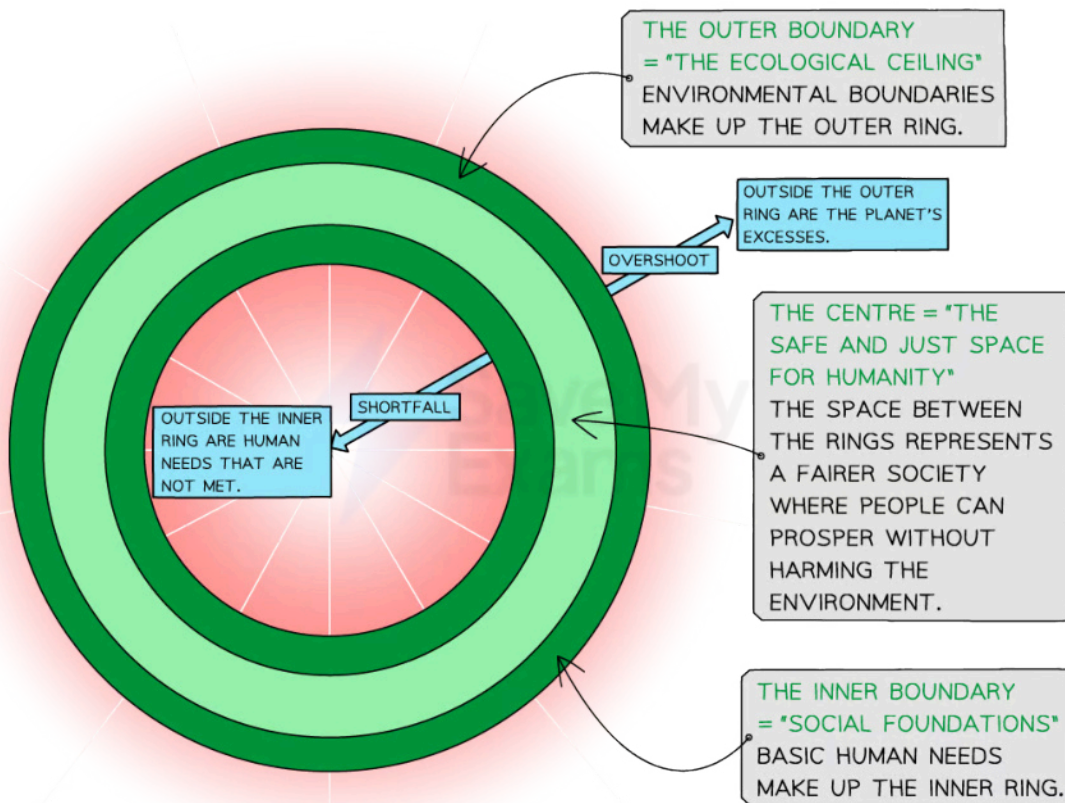 THE OUTER BOUNDARY
= "THE ECOLOGICAL CEILING"
ENVIRONMENTAL BOUNDARIES
MAKE UP THE OUTER RING.
OUTSIDE THE OUTER
RING ARE THE PLANET'S
EXCESSES.
OVERSHOOT
THE CENTRE = "THE
SAFE AND JUST SPACE
FOR HUMANITY"
THE SPACE BETWEEN
THE RINGS REPRESENTS
A FAIRER SOCIETY
WHERE PEOPLE CAN
PROSPER WITHOUT
HARMING THE
ENVIRONMENT.
SHORTFALL
OUTSIDE THE INNER
RING ARE HUMAN
NEEDS THAT ARE
NOT MET.
SaveMy
Exams
THE INNER BOUNDARY
= "SOCIAL FOUNDATIONS"
BASIC HUMAN NEEDS
MAKE UP THE INNER RING.